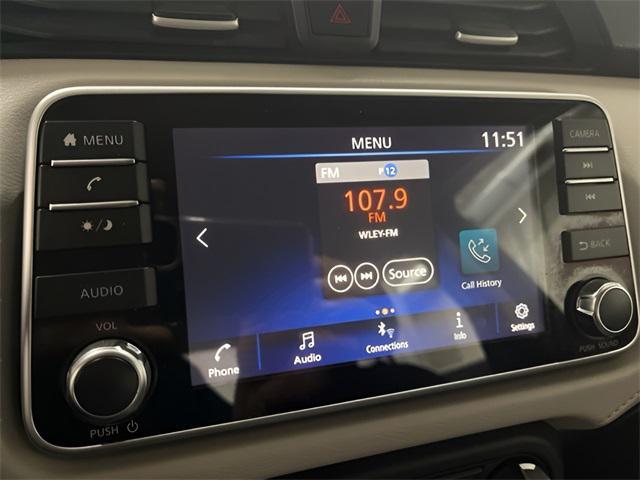 MENU
AUDIO
VOL
PUSH
MENU 11:51
FM P 12
107.9
FM
WLEY-FM
Source
Call History
Phone
Audio
Connections
Info
Settings
CAMERA
BACK
PUSH SOUND